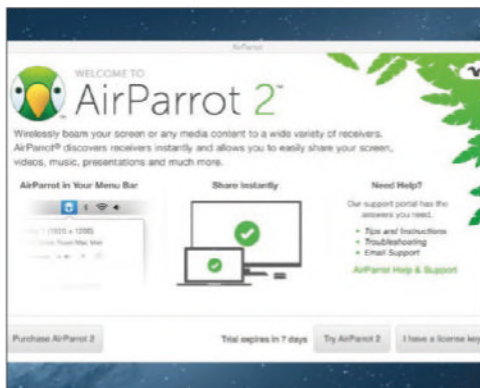 AirParrot
WELCOME TO
AirParrot 2™
Wirelessly beam your screen or any media content to a wide variety of receivers.
AirParrot® discovers receivers instantly and allows you to easily share your screen,
videos, music, presentations and much more.
AirParrot in Your Menu Bar
Share Instantly
Need Help?
Our support portal has the
answers you need.
• Tips and Instructions
• Troubleshooting
• Email Support
AirParrot Help & Support
Purchase AirParrot 2
Trial expires in 7 days
Try AirParrot 2
I have a license key